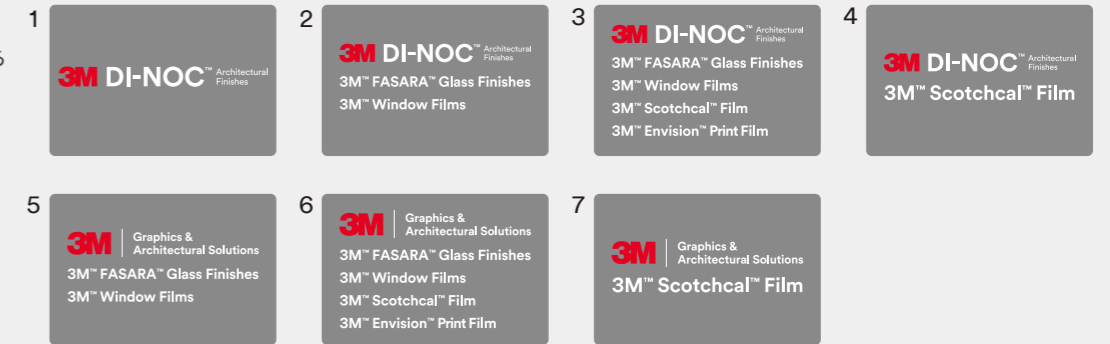 1
3M DI-NOC™ Architectural Finishes
2
3M DI-NOC™ Architectural Finishes
3M™ FASARA™ Glass Finishes
3M™ Window Films
3
3M DI-NOC™ Architectural Finishes
3M™ FASARA™ Glass Finishes
3M™ Window Films
3M™ Scotchcal™ Film
3M™ Envision™ Print Film
4
3M DI-NOC™ Architectural Finishes
3M™ Scotchcal™ Film
5
3M Graphics &
Architectural Solutions
3M™ FASARA™ Glass Finishes
3M™ Window Films
6
3M Graphics &
Architectural Solutions
3M™ FASARA™ Glass Finishes
3M™ Window Films
3M™ Scotchcal™ Film
3M™ Envision™ Print Film
7
3M Graphics &
Architectural Solutions
3M™ Scotchcal™ Film